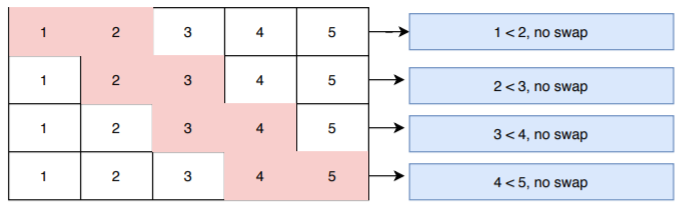 1 2 3 4 5 1 < 2, no swap
1 2 3 4 5 2 < 3, no swap
1 2 3 4 5 3 < 4, no swap
1 2 3 4 5 4 < 5, no swap